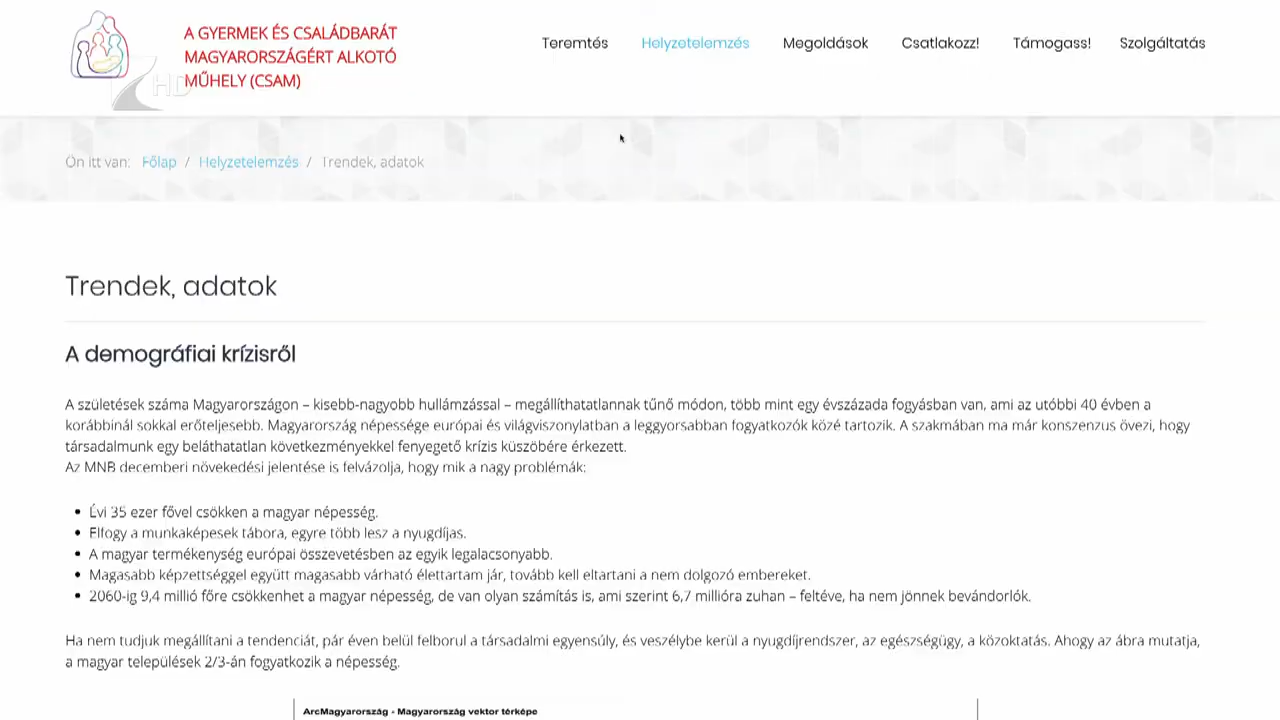 A GYERMEK ÉS CSALÁDBARÁT
MAGYARORSZÁGÉRT ALKOTÓ
MŰHELY (CSAM)
7 HD
Teremtés Helyzetelemzés Megoldások Csatlakozz! Támogass! Szolgáltatás
Ön itt van: Főlap / Helyzetelemzés / Trendek, adatok
Trendek, adatok
A demográfiai krízisről
A születések száma Magyarországon – kisebb-nagyobb hullámzással – megállíthatatlannak tűnő módon, több mint egy évszázada fogyásban van, ami az utóbbi 40 évben a
korábbinál sokkal erőteljesebb. Magyarország népessége európai és világviszonylatban a leggyorsabban fogyatkozók közé tartozik. A szakmában ma már konszenzus övezi, hogy
társadalmunk egy beláthatatlan következményekkel fenyegető krízis küszöbére érkezett.
Az MNB decemberi növekedési jelentése is felvázolja, hogy mik a nagy problémák:
• Évi 35 ezer fővel csökken a magyar népesség.
• Elfogy a munkaképesek tábora, egyre több lesz a nyugdíjas.
• A magyar termékenység európai összevetésben az egyik legalacsonyabb.
• Magasabb képzettséggel együtt magasabb várható élettartam jár, tovább kell eltartani a nem dolgozó embereket.
• 2060-ig 9,4 millió főre csökkenhet a magyar népesség, de van olyan számítás is, ami szerint 6,7 millióra zuhan – feltéve, ha nem jönnek bevándorlók.
Ha nem tudjuk megállítani a tendenciát, pár éven belül felborul a társadalmi egyensúly, és veszélybe kerül a nyugdíjrendszer, az egészségügy, a közoktatás. Ahogy az ábra mutatja,
a magyar települések 2/3-án fogyatkozik a népesség.
ArcMagyarország - Magyarország vektor térképe